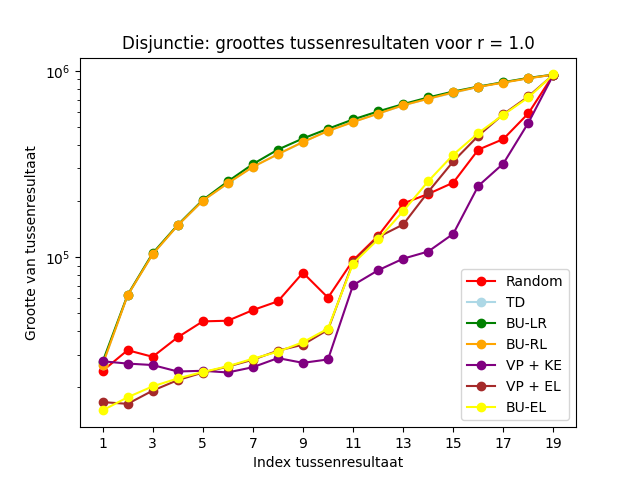 Disjunctie: groottes tussenresultaten voor r = 1.0
Grootte van tussenresultaat
10^6
10^5
Random
TD
BU-LR
BU-RL
VP + KE
VP + EL
BU-EL
1 3 5 7 9 11 13 15 17 19
Index tussenresultaat